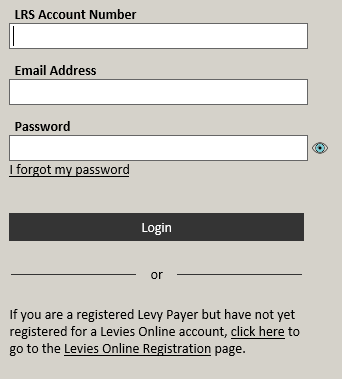 LRS Account Number
Email Address
Password
I forgot my password
Login
or
If you are a registered Levy Payer but have not yet
registered for a Levies Online account, click here to
go to the Levies Online Registration page.